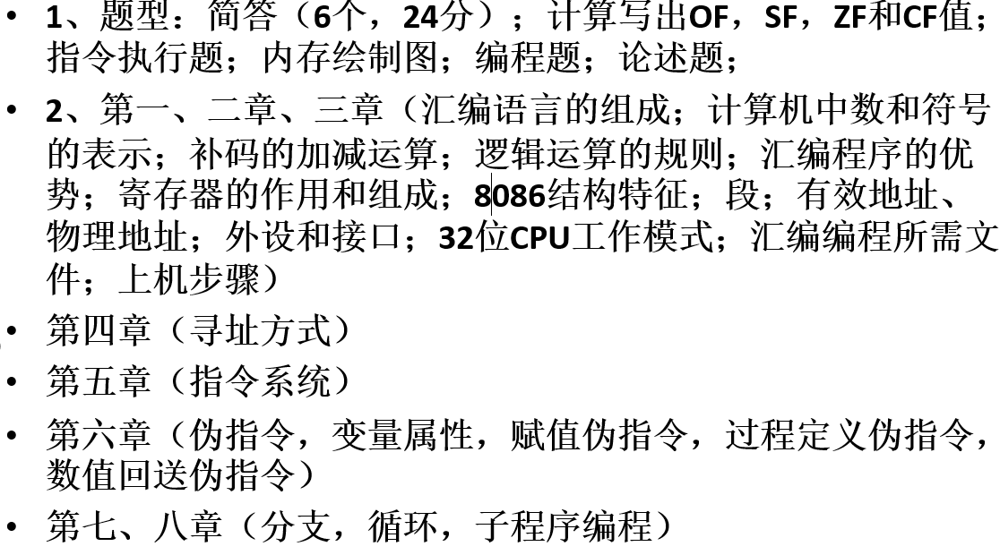 • 1、题型：简答（6个，24分）；计算写出OF，SF，ZF和CF值；
指令执行题；内存绘制图；编程题；论述题；
• 2、第一、二章、三章（汇编语言的组成；计算机中数和符号
的表示；补码的加减运算；逻辑运算的规则；汇编程序的优
势；寄存器的作用和组成；8086结构特征；段；有效地址、
物理地址；外设和接口；32位CPU工作模式；汇编编程所需文
件；上机步骤）
• 第四章（寻址方式）
• 第五章（指令系统）
• 第六章（伪指令，变量属性，赋值伪指令，过程定义伪指令，
数值回送伪指令）
• 第七、八章（分支，循环，子程序编程）